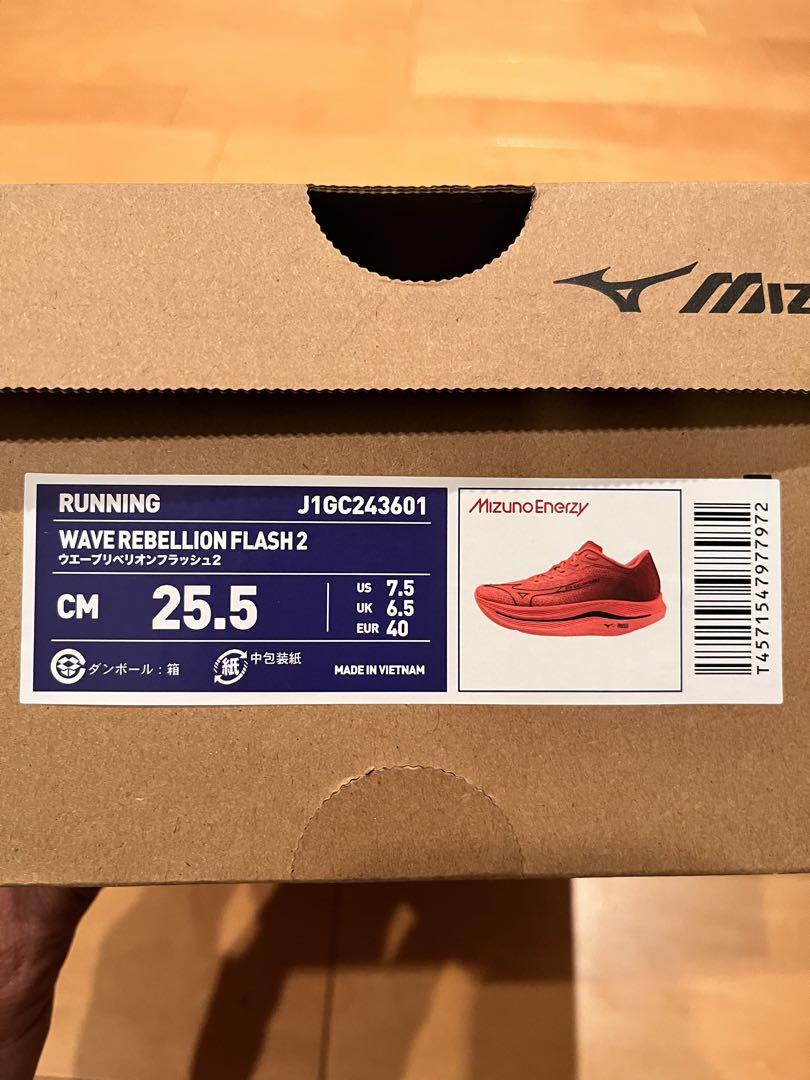 RUNNING J1GC243601
WAVE REBELLION FLASH 2
ウエーブリベリオンフラッシュ2
CM 25.5
US 7.5
UK 6.5
EUR 40
ダンボール：箱
紙 中包装紙
MADE IN VIETNAM
MizunoEnerzy
T4571547977972